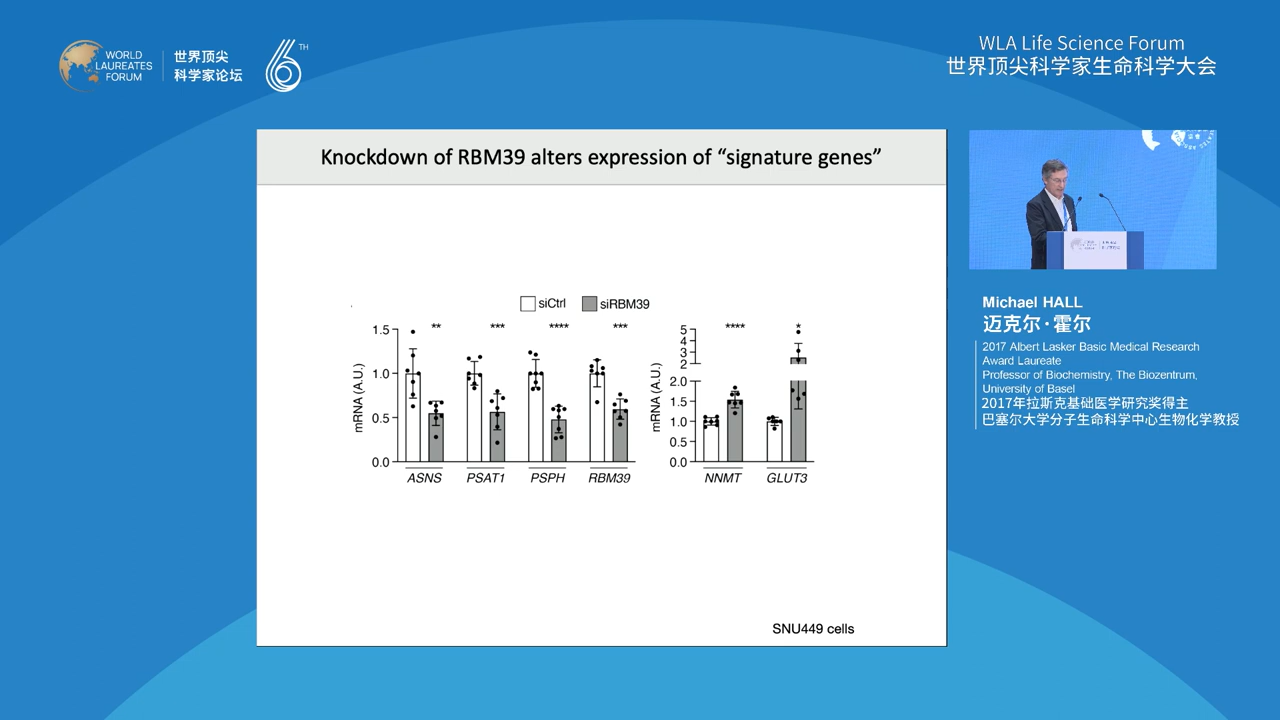 WORLD
LAUREATES
FORUM
世界顶尖
科学家论坛
6TH
WLA Life Science Forum
世界顶尖科学家生命科学大会
Knockdown of RBM39 alters expression of “signature genes”
siCtrl siRBM39
mRNA (A.U.)
1.5
1.0
0.5
0.0
** *** **** ***
ASNS PSAT1 PSPH RBM39
mRNA (A.U.)
5
4
3
2
2.0
1.5
1.0
0.5
0.0
**** *
NNMT GLUT3
SNU449 cells
Michael HALL
迈克尔·霍尔
2017 Albert Lasker Basic Medical Research
Award Laureate
Professor of Biochemistry, The Biozentrum,
University of Basel
2017年拉斯克基础医学研究奖得主
巴塞尔大学分子生命科学中心生物化学教授